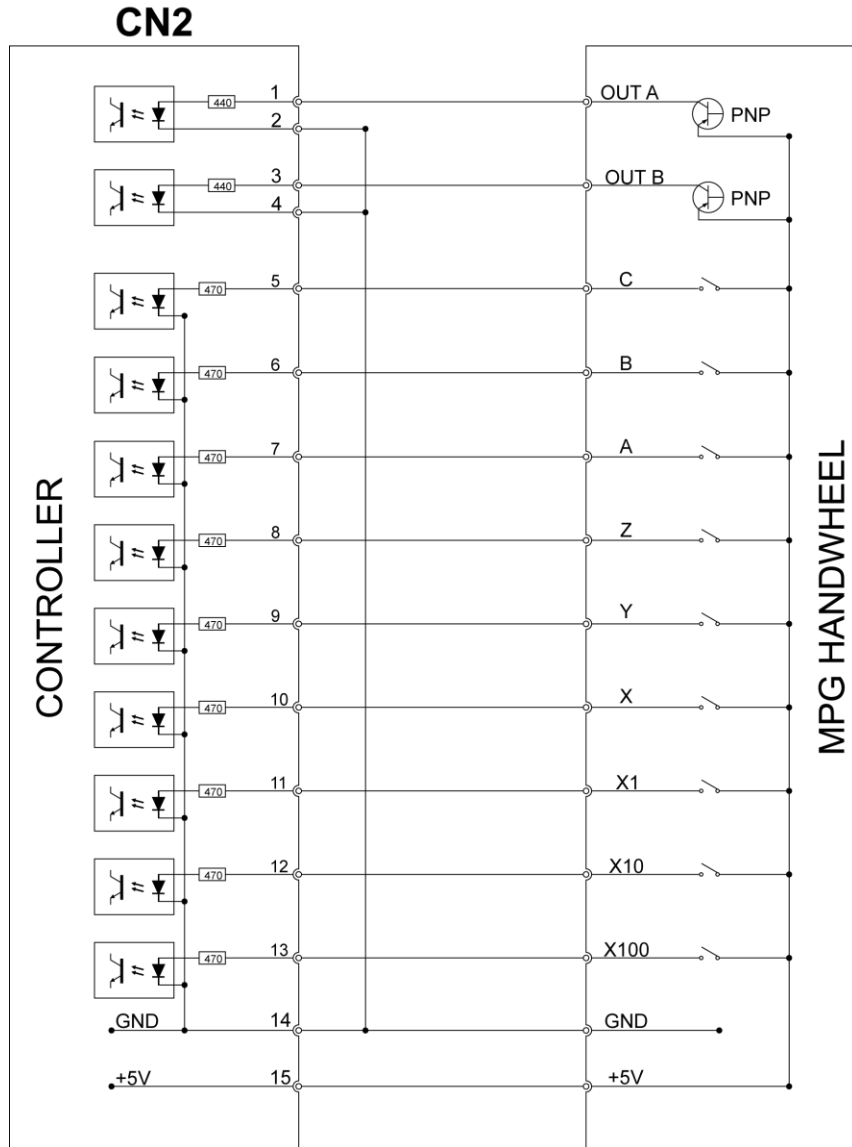 CN2
440 1 OUT A PNP
2
440 3 OUT B PNP
4
470 5 C
470 6 B
470 7 A
470 8 Z
470 9 Y
470 10 X
470 11 X1
470 12 X10
470 13 X100
GND 14 GND
+5V 15 +5V
CONTROLLER
MPG HANDWHEEL